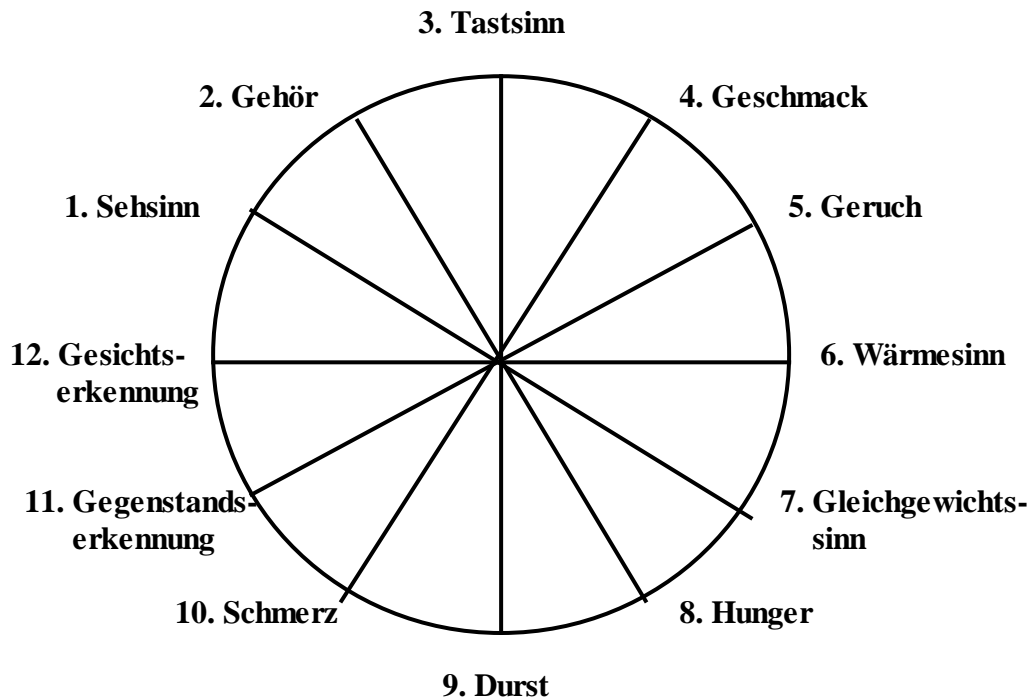 3. Tastsinn
2. Gehör
4. Geschmack
1. Sehsinn
5. Geruch
12. Gesichts-
erkennung
6. Wärmesinn
11. Gegenstands-
erkennung
7. Gleichgewichts-
sinn
10. Schmerz
8. Hunger
9. Durst